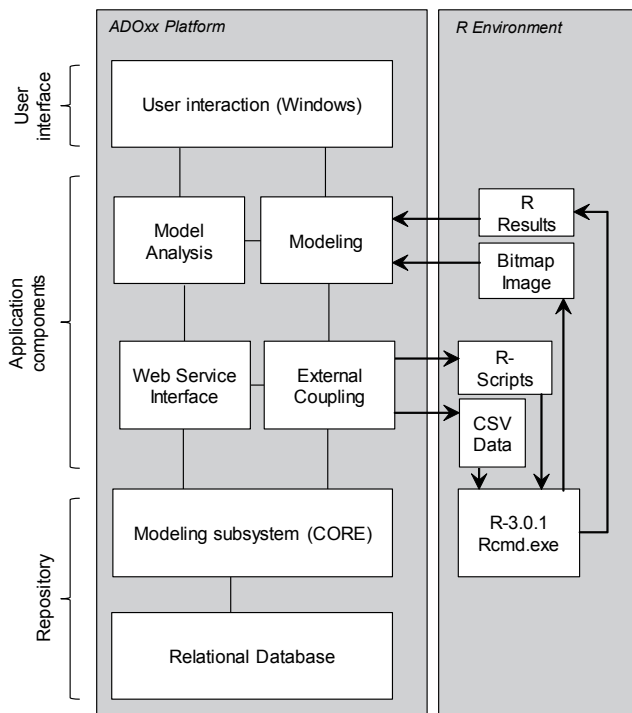 ADOxx Platform
R Environment
User
interface
User interaction (Windows)
Application
components
Model
Analysis
Modeling
R
Results
Bitmap
Image
Web Service
Interface
External
Coupling
R-
Scripts
CSV
Data
Repository
Modeling subsystem (CORE)
R-3.0.1
Rcmd.exe
Relational Database